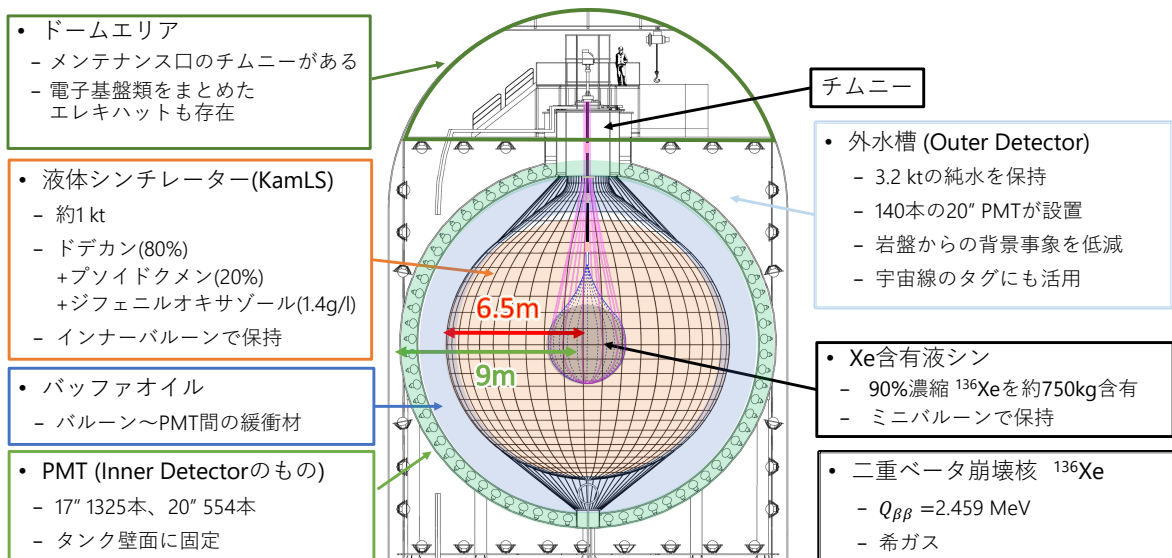 • ドームエリア
– メンテナンス口のチムニーがある
– 電子基盤類をまとめた
エレキハットも存在
• 液体シンチレーター(KamLS)
– 約1 kt
– ドデカン(80%)
+プソイドクメン(20%)
+ジフェニルオキサゾール(1.4g/l)
– インナーバルーンで保持
• バッファオイル
– バルーン～PMT間の緩衝材
• PMT (Inner Detectorのもの)
– 17” 1325本、20” 554本
– タンク壁面に固定
6.5m
9m
チムニー
• 外水槽 (Outer Detector)
– 3.2 ktの純水を保持
– 140本の20” PMTが設置
– 岩盤からの背景事象を低減
– 宇宙線のタグにも活用
• Xe含有液シン
– 90%濃縮 ¹³⁶Xeを約750kg含有
– ミニバルーンで保持
• 二重ベータ崩壊核 ¹³⁶Xe
– Qββ =2.459 MeV
– 希ガス